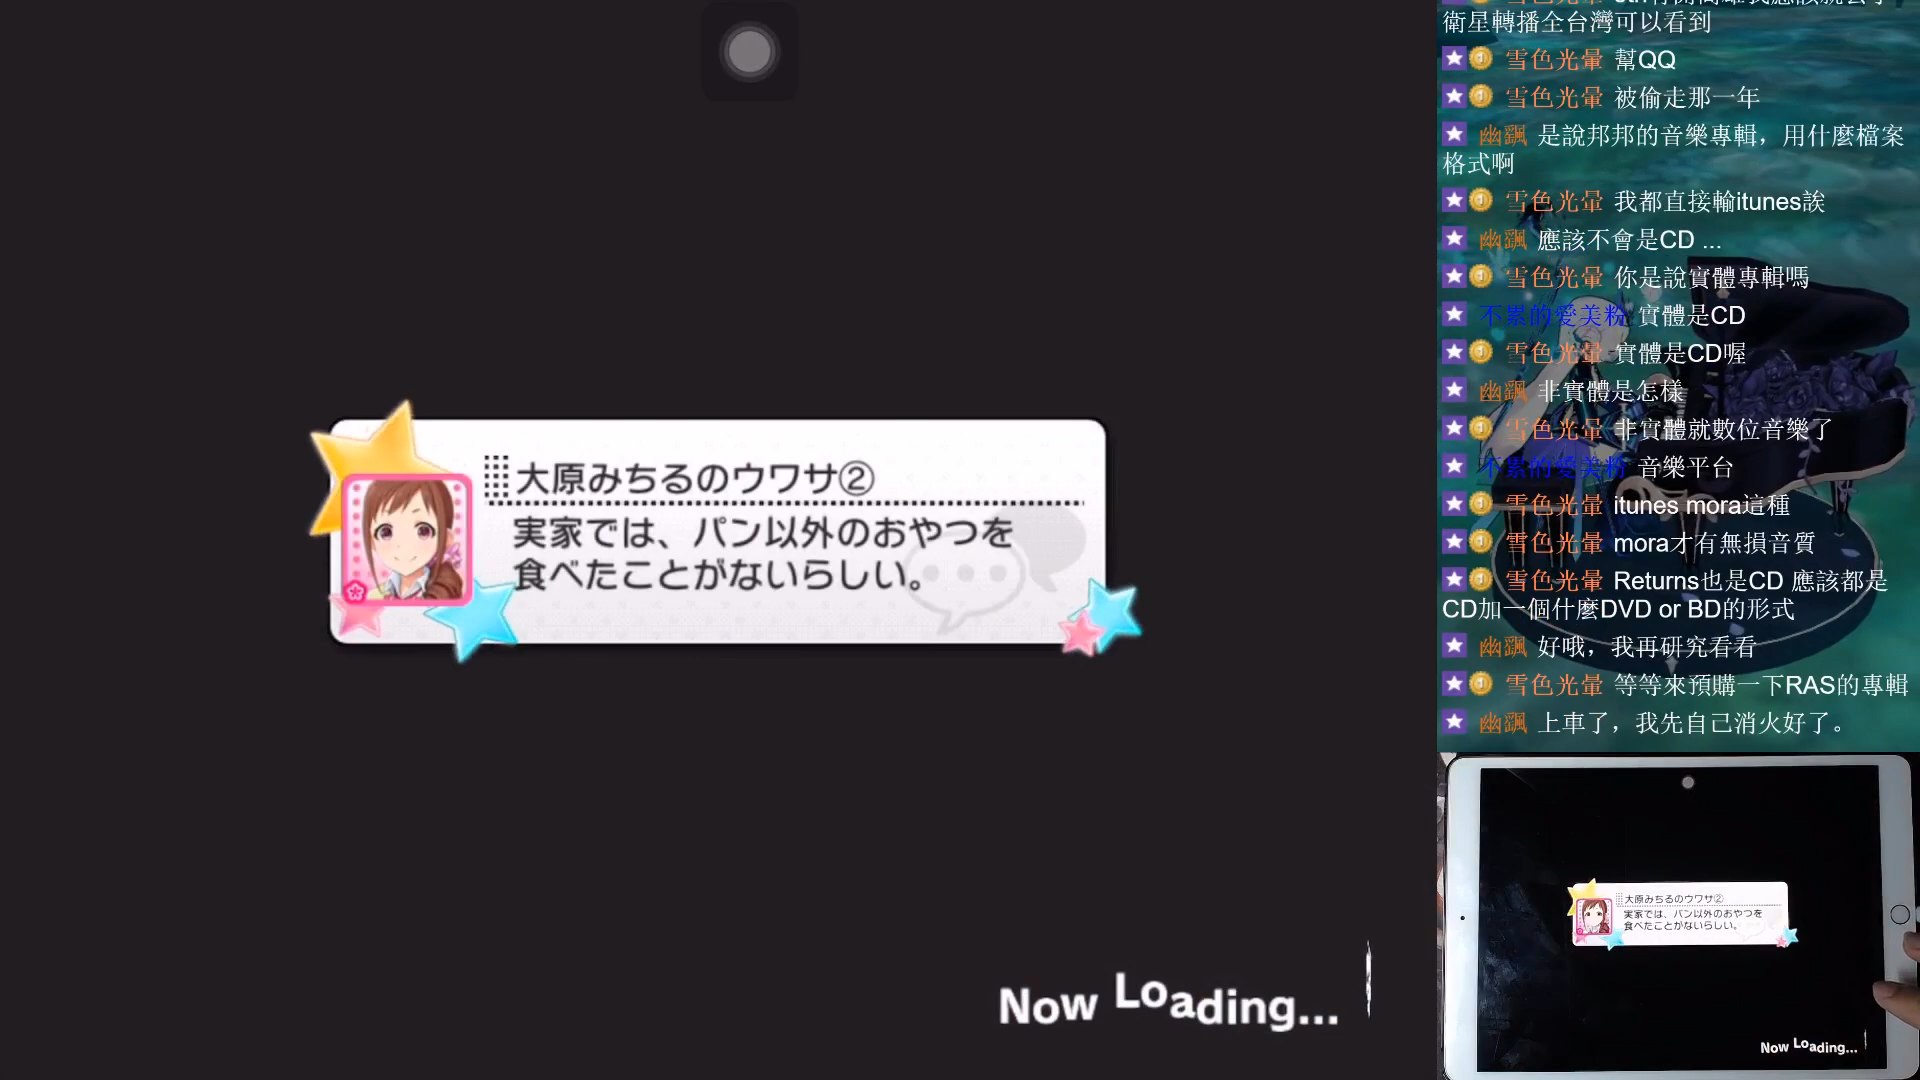 大原みちるのウワサ②
実家では、パン以外のおやつを
食べたことがないらしい。
Now Loading...
衛星轉播全台灣可以看到
雪色光暈 幫QQ
雪色光暈 被偷走那一年
幽飄 是說邦邦的音樂專輯，用什麼檔案
格式啊
雪色光暈 我都直接輸itunes誒
幽飄 應該不會是CD ...
雪色光暈 你是說實體專輯嗎
不累的愛美粉 實體是CD
雪色光暈 實體是CD喔
幽飄 非實體是怎樣
雪色光暈 非實體就數位音樂了
不累的愛美粉 音樂平台
雪色光暈 itunes mora這種
雪色光暈 mora才有無損音質
雪色光暈 Returns也是CD 應該都是
CD加一個什麼DVD or BD的形式
幽飄 好哦，我再研究看看
雪色光暈 等等來預購一下RAS的專輯
幽飄 上車了，我先自己消火好了。
大原みちるのウワサ②
実家では、パン以外のおやつを
食べたことがないらしい。
Now Loading...